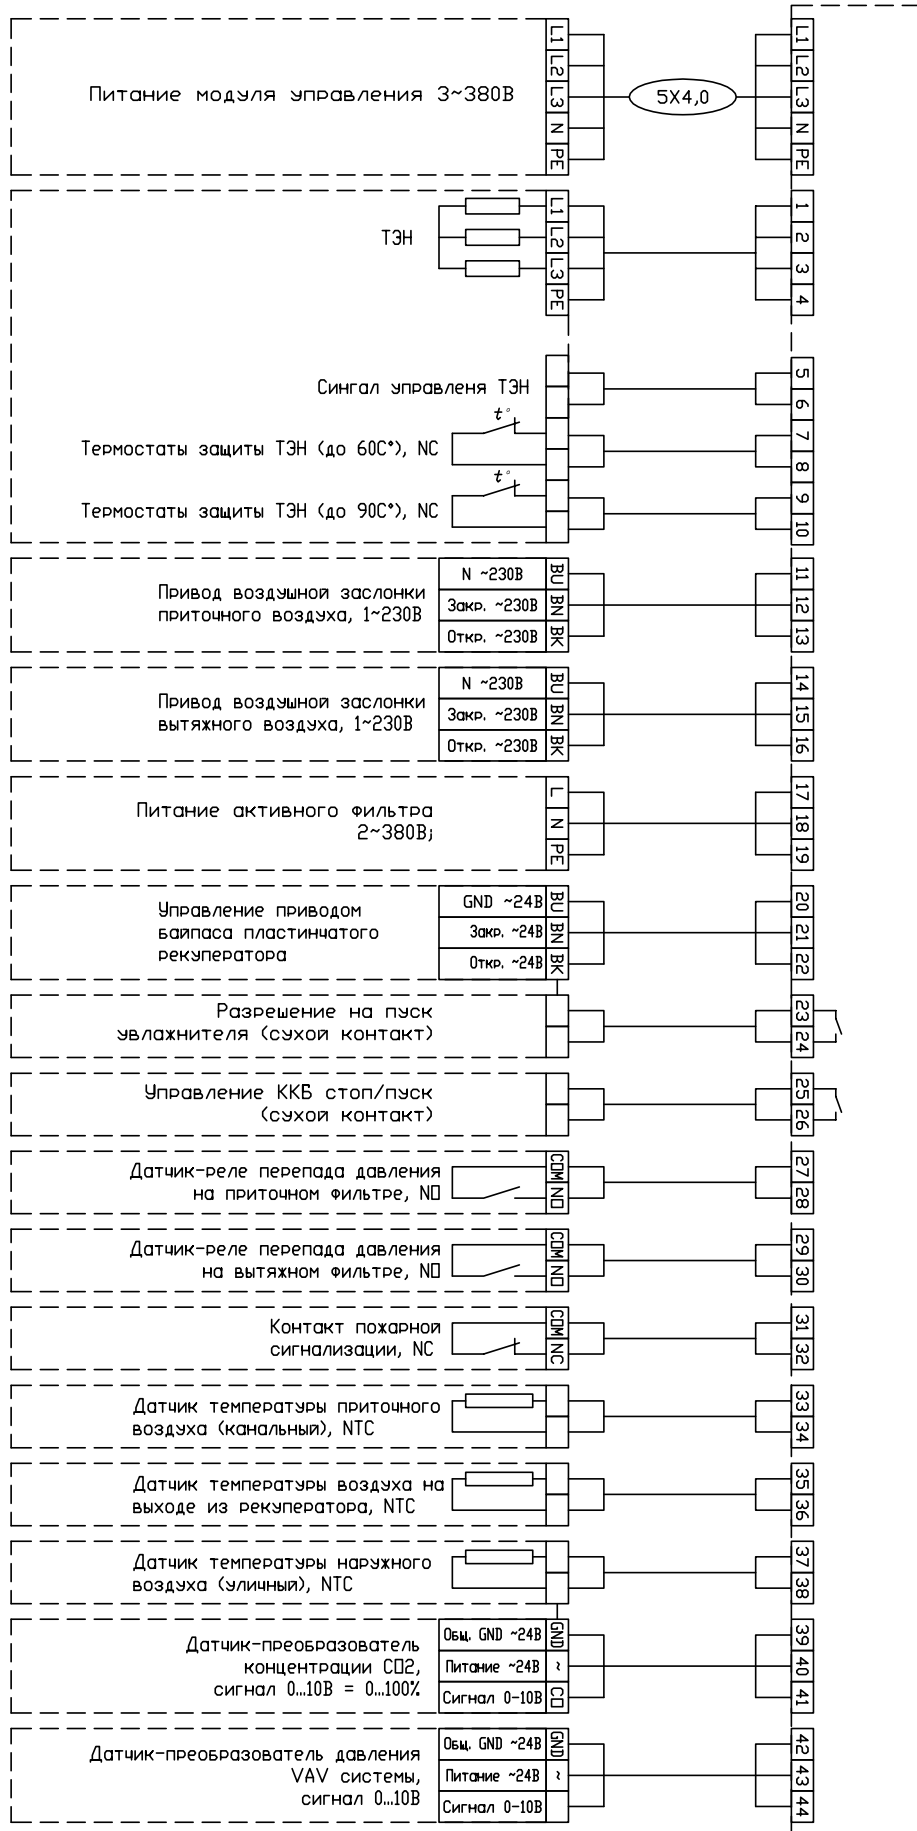 Питание модуля управления 3~380В
L1
L2
L3
N
PE
5X4,0
L1
L2
L3
N
PE
ТЭН
L1
L2
L3
PE
1
2
3
4
Сингал управленя ТЭН
5
6
t°
Термостаты защиты ТЭН (до 60С°), NC
7
8
t°
Термостаты защиты ТЭН (до 90С°), NC
9
10
Привод воздушной заслонки
приточного воздуха, 1~230В
N ~230В
BU
Закр. ~230В
BN
Откр. ~230В
BK
11
12
13
Привод воздушной заслонки
вытяжного воздуха, 1~230В
N ~230В
BU
Закр. ~230В
BN
Откр. ~230В
BK
14
15
16
Питание активного фильтра
2~380В;
L
N
PE
17
18
19
Управление приводом
байпаса пластинчатого
рекуператора
GND ~24В
BU
Закр. ~24В
BN
Откр. ~24В
BK
20
21
22
Разрешение на пуск
увлажнителя (сухой контакт)
23
24
Управление ККБ стоп/пуск
(сухой контакт)
25
26
Датчик-реле перепада давления
на приточном фильтре, NO
COM
NO
27
28
Датчик-реле перепада давления
на вытяжном фильтре, NO
COM
NO
29
30
Контакт пожарной
сигнализации, NC
COM
NC
31
32
Датчик температуры приточного
воздуха (канальный), NTC
33
34
Датчик температуры воздуха на
выходе из рекуператора, NTC
35
36
Датчик температуры наружного
воздуха (уличный), NTC
37
38
Датчик-преобразователь
концентрации CO2,
сигнал 0...10В = 0...100%
Общ. GND ~24В
GND
Питание ~24В
~
Сигнал 0-10В
CO
39
40
41
Датчик-преобразователь давления
VAV системы,
сигнал 0...10В
Общ. GND ~24В
GND
Питание ~24В
~
Сигнал 0-10В
42
43
44